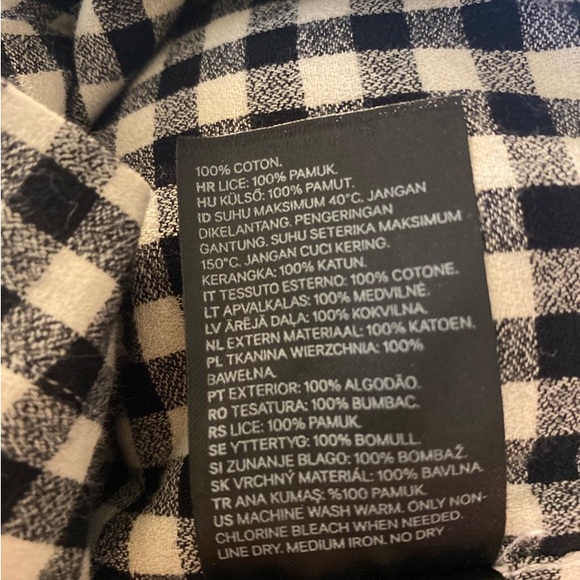 100% COTON.
HR LICE: 100% PAMUK.
HU KÜLSŐ: 100% PAMUT.
ID SUHU MAKSIMUM 40°C. JANGAN
DIKELANTANG. PENGERINGAN
GANTUNG. SUHU SETERIKA MAKSIMUM
150°C. JANGAN CUCI KERING.
KERANGKA: 100% KATUN.
IT TESSUTO ESTERNO: 100% COTONE.
LT APVALKALAS: 100% MEDVILNĖ.
LV ĀRĒJĀ DAĻA: 100% KOKVILNA.
NL EXTERN MATERIAAL: 100% KATOEN.
PL TKANINA WIERZCHNIA: 100%
BAWEŁNA.
PT EXTERIOR: 100% ALGODÃO.
RO TESATURA: 100% BUMBAC.
RS LICE: 100% PAMUK.
SE YTTERTYG: 100% BOMULL.
SI ZUNANJE BLAGO: 100% BOMBAŽ.
SK VRCHNÝ MATERIÁL: 100% BAVLNA.
TR ANA KUMAŞ: %100 PAMUK.
US MACHINE WASH WARM. ONLY NON-
CHLORINE BLEACH WHEN NEEDED.
LINE DRY. MEDIUM IRON. NO DRY